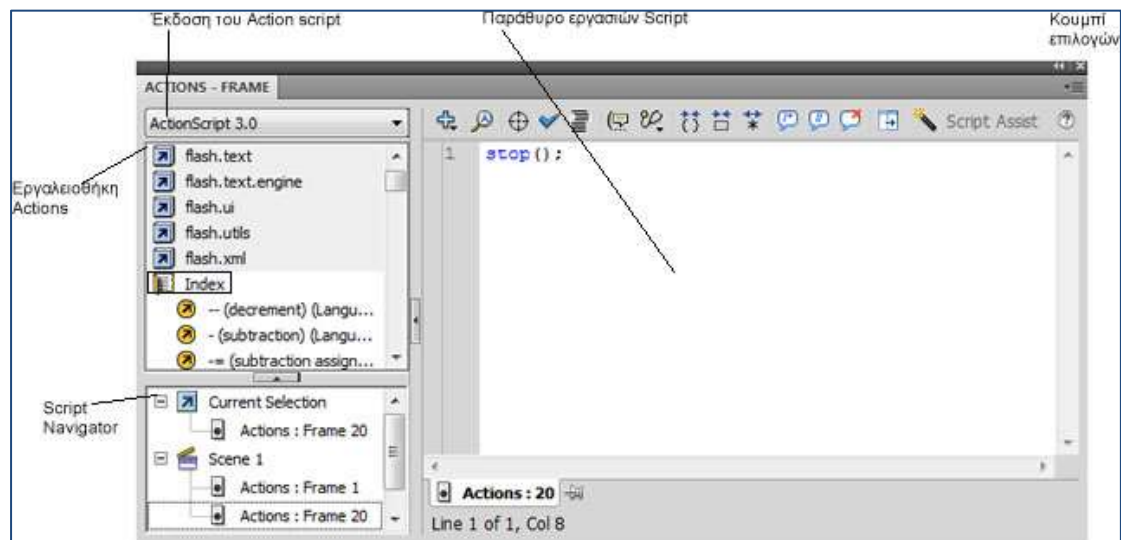 Έκδοση του Action script
Παράθυρο εργασιών Script
Κουμπί
επιλογών
ACTIONS - FRAME
ActionScript 3.0
Script Assist
Εργαλειοθήκη
Actions
flash.text
flash.text.engine
flash.ui
flash.utils
flash.xml
Index
-- (decrement) (Langu...
- (subtraction) (Langu...
-= (subtraction assign...
1 stop();
Script
Navigator
Current Selection
Actions : Frame 20
Scene 1
Actions : Frame 1
Actions : Frame 20
Actions : 20
Line 1 of 1, Col 8